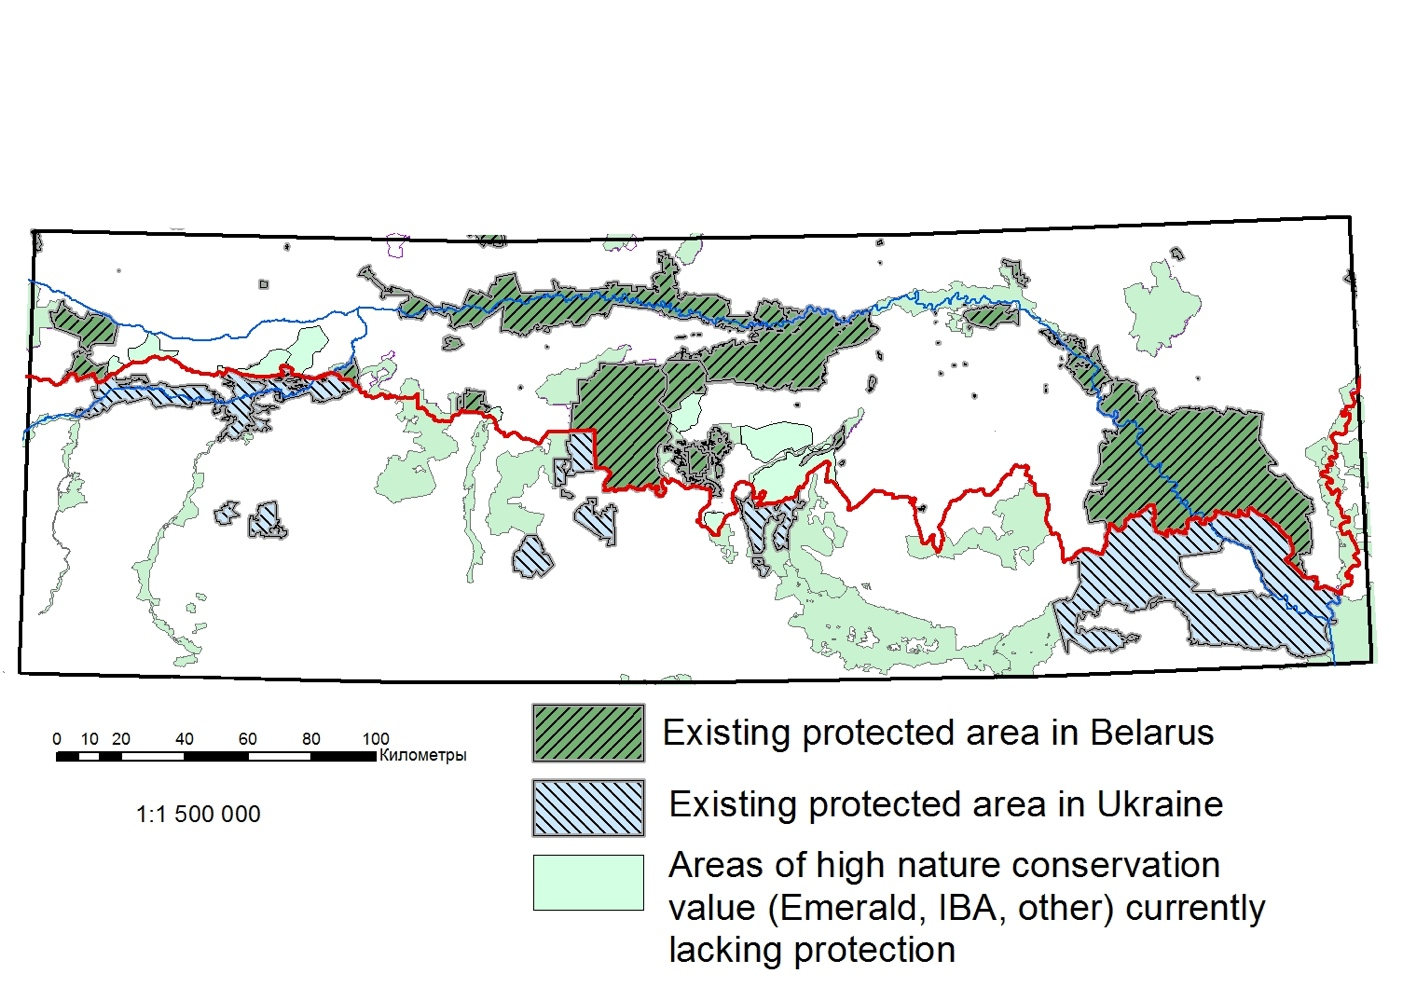 0 10 20 40 60 80 100
Километры
1:1 500 000
Existing protected area in Belarus
Existing protected area in Ukraine
Areas of high nature conservation
value (Emerald, IBA, other) currently
lacking protection